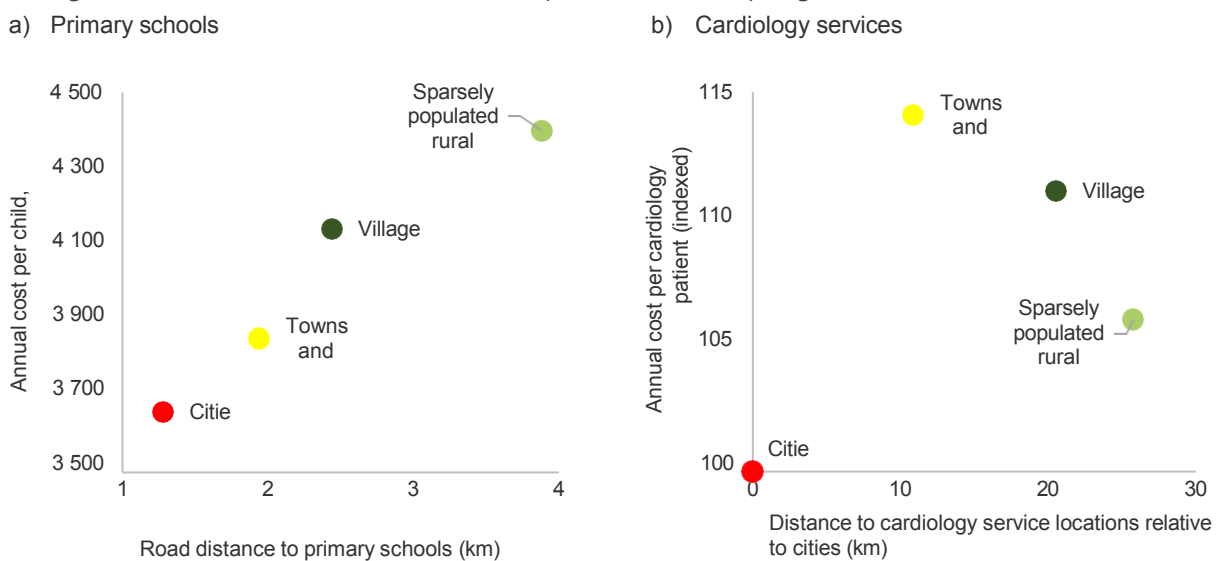 a) Primary schools
Annual cost per child,
4 500
4 300
4 100
3 900
3 700
3 500
Sparsely
populated
rural
Village
Towns
and
Citie
1
2
3
4
Road distance to primary schools (km)
b) Cardiology services
Annual cost per cardiology
patient (indexed)
115
110
105
100
Towns
and
Village
Sparsely
populated
rural
Citie
0
10
20
30
Distance to cardiology service locations relative
to cities (km)